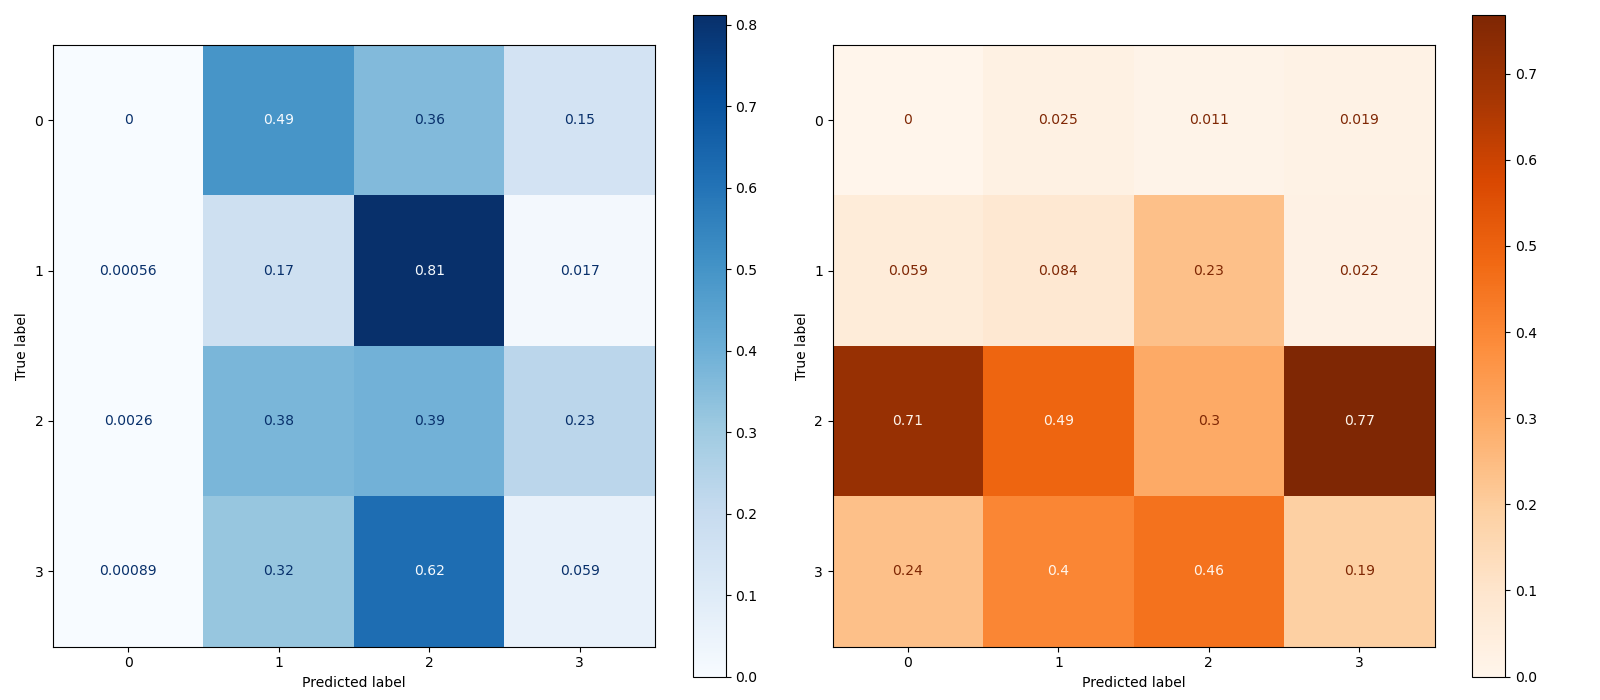 0.8
0.7
0.6
0.5
0.4
0.3
0.2
0.1
0.0
True label
0 0 0.49 0.36 0.15
1 0.00056 0.17 0.81 0.017
2 0.0026 0.38 0.39 0.23
3 0.00089 0.32 0.62 0.059
0 1 2 3
Predicted label
0.7
0.6
0.5
0.4
0.3
0.2
0.1
0.0
True label
0 0 0.025 0.011 0.019
1 0.059 0.084 0.23 0.022
2 0.71 0.49 0.3 0.77
3 0.24 0.4 0.46 0.19
0 1 2 3
Predicted label